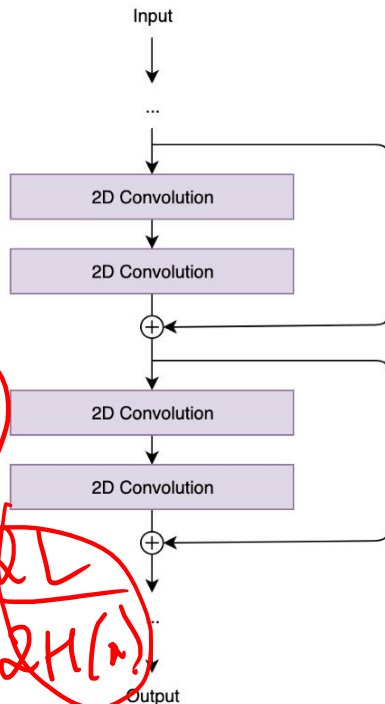 Input
...
2D Convolution
2D Convolution
+
2D Convolution
2D Convolution
+
∂L
∂H(x)
...
Output